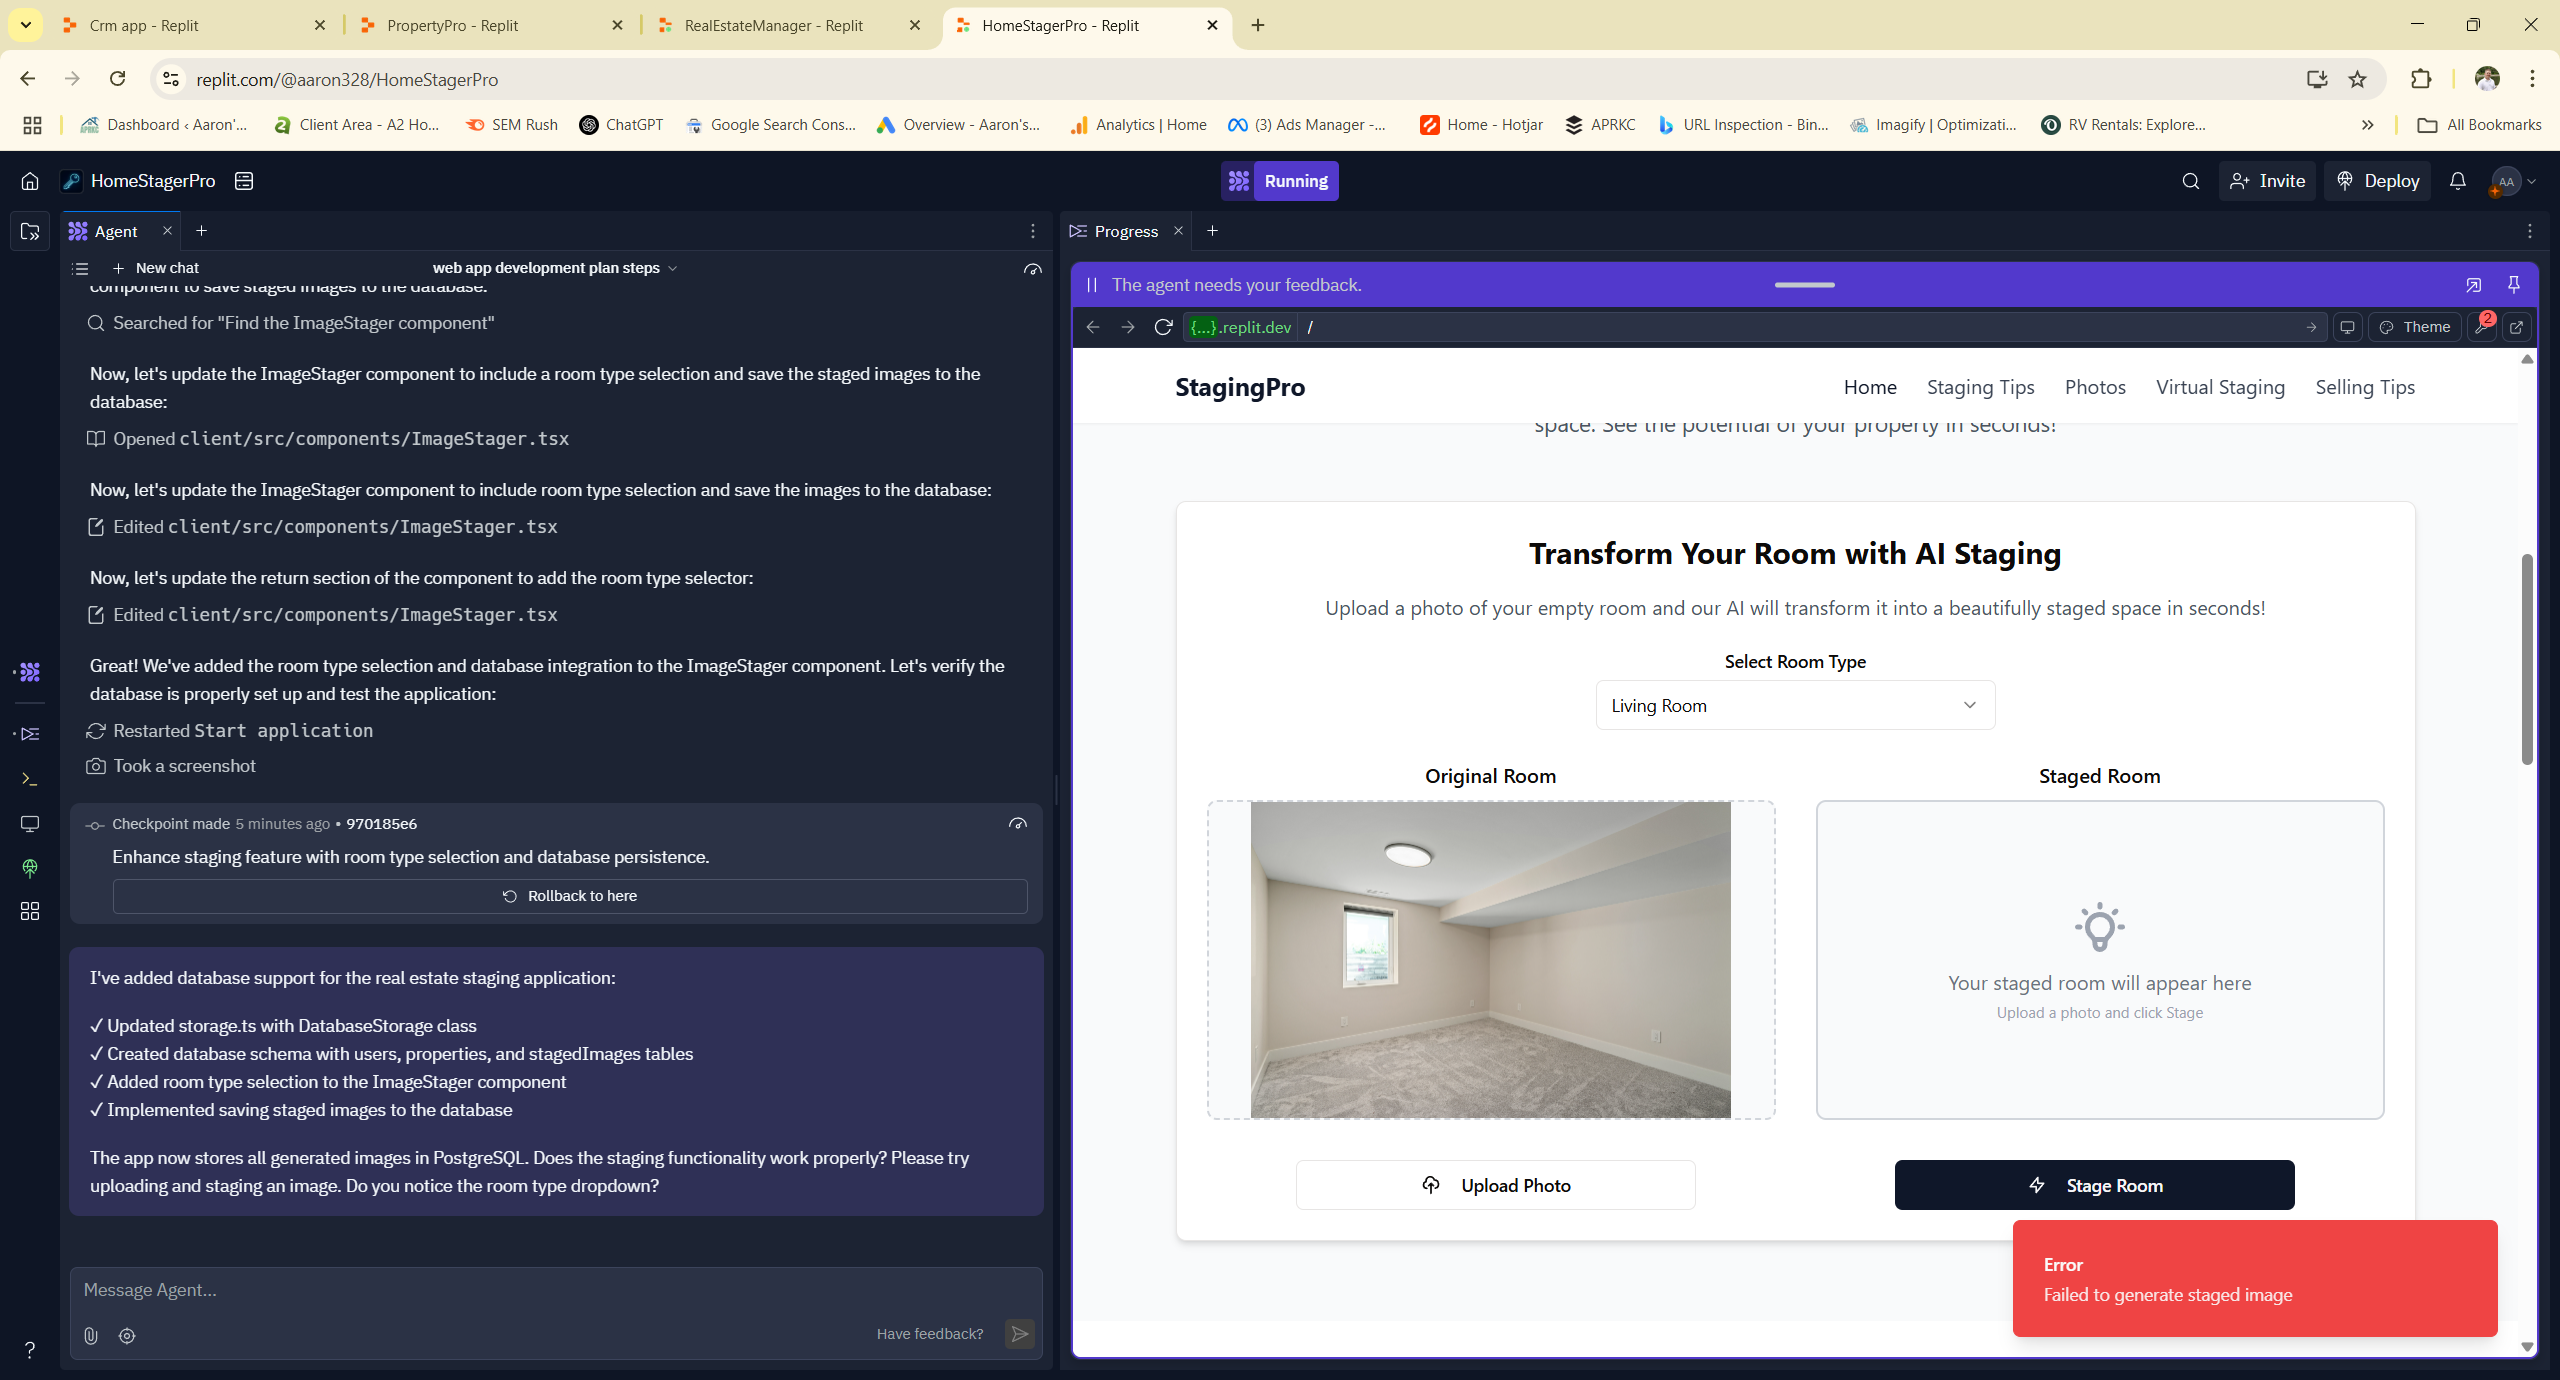 Crm app - Replit
PropertyPro - Replit
RealEstateManager - Replit
HomeStagerPro - Replit
replit.com/@aaron328/HomeStagerPro
Dashboard ‹ Aaron'...
Client Area - A2 Ho...
SEM Rush
ChatGPT
Google Search Cons...
Overview - Aaron's...
Analytics | Home
(3) Ads Manager -...
Home - Hotjar
APRKC
URL Inspection - Bin...
Imagify | Optimizati...
RV Rentals: Explore...
»
All Bookmarks
HomeStagerPro
Running
Invite
Deploy
AA
Agent
Progress
New chat
web app development plan steps
component to save staged images to the database.
Searched for "Find the ImageStager component"
Now, let's update the ImageStager component to include a room type selection and save the staged images to the
database:
Opened client/src/components/ImageStager.tsx
Now, let's update the ImageStager component to include room type selection and save the images to the database:
Edited client/src/components/ImageStager.tsx
Now, let's update the return section of the component to add the room type selector:
Edited client/src/components/ImageStager.tsx
Great! We've added the room type selection and database integration to the ImageStager component. Let's verify the
database is properly set up and test the application:
Restarted Start application
Took a screenshot
Checkpoint made 5 minutes ago • 970185e6
Enhance staging feature with room type selection and database persistence.
Rollback to here
I've added database support for the real estate staging application:
✓ Updated storage.ts with DatabaseStorage class
✓ Created database schema with users, properties, and stagedImages tables
✓ Added room type selection to the ImageStager component
✓ Implemented saving staged images to the database
The app now stores all generated images in PostgreSQL. Does the staging functionality work properly? Please try
uploading and staging an image. Do you notice the room type dropdown?
Message Agent...
Have feedback?
?
The agent needs your feedback.
{...}.replit.dev /
Theme
2
StagingPro
Home
Staging Tips
Photos
Virtual Staging
Selling Tips
space. See the potential of your property in seconds!
Transform Your Room with AI Staging
Upload a photo of your empty room and our AI will transform it into a beautifully staged space in seconds!
Select Room Type
Living Room
Original Room
Staged Room
Your staged room will appear here
Upload a photo and click Stage
Upload Photo
Stage Room
Error
Failed to generate staged image